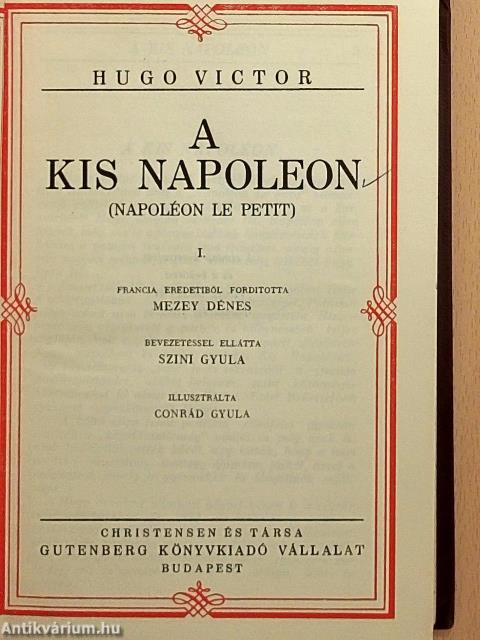 HUGO VICTOR
A
KIS NAPOLEON
(NAPOLÉON LE PETIT)
I.
FRANCIA EREDETIBŐL FORDITOTTA
MEZEY DÉNES
BEVEZETÉSSEL ELLÁTTA
SZINI GYULA
ILLUSZTRÁLTA
CONRÁD GYULA
CHRISTENSEN ÉS TÁRSA
GUTENBERG KÖNYVKIADÓ VÁLLALAT
BUDAPEST
Antikvárium.hu